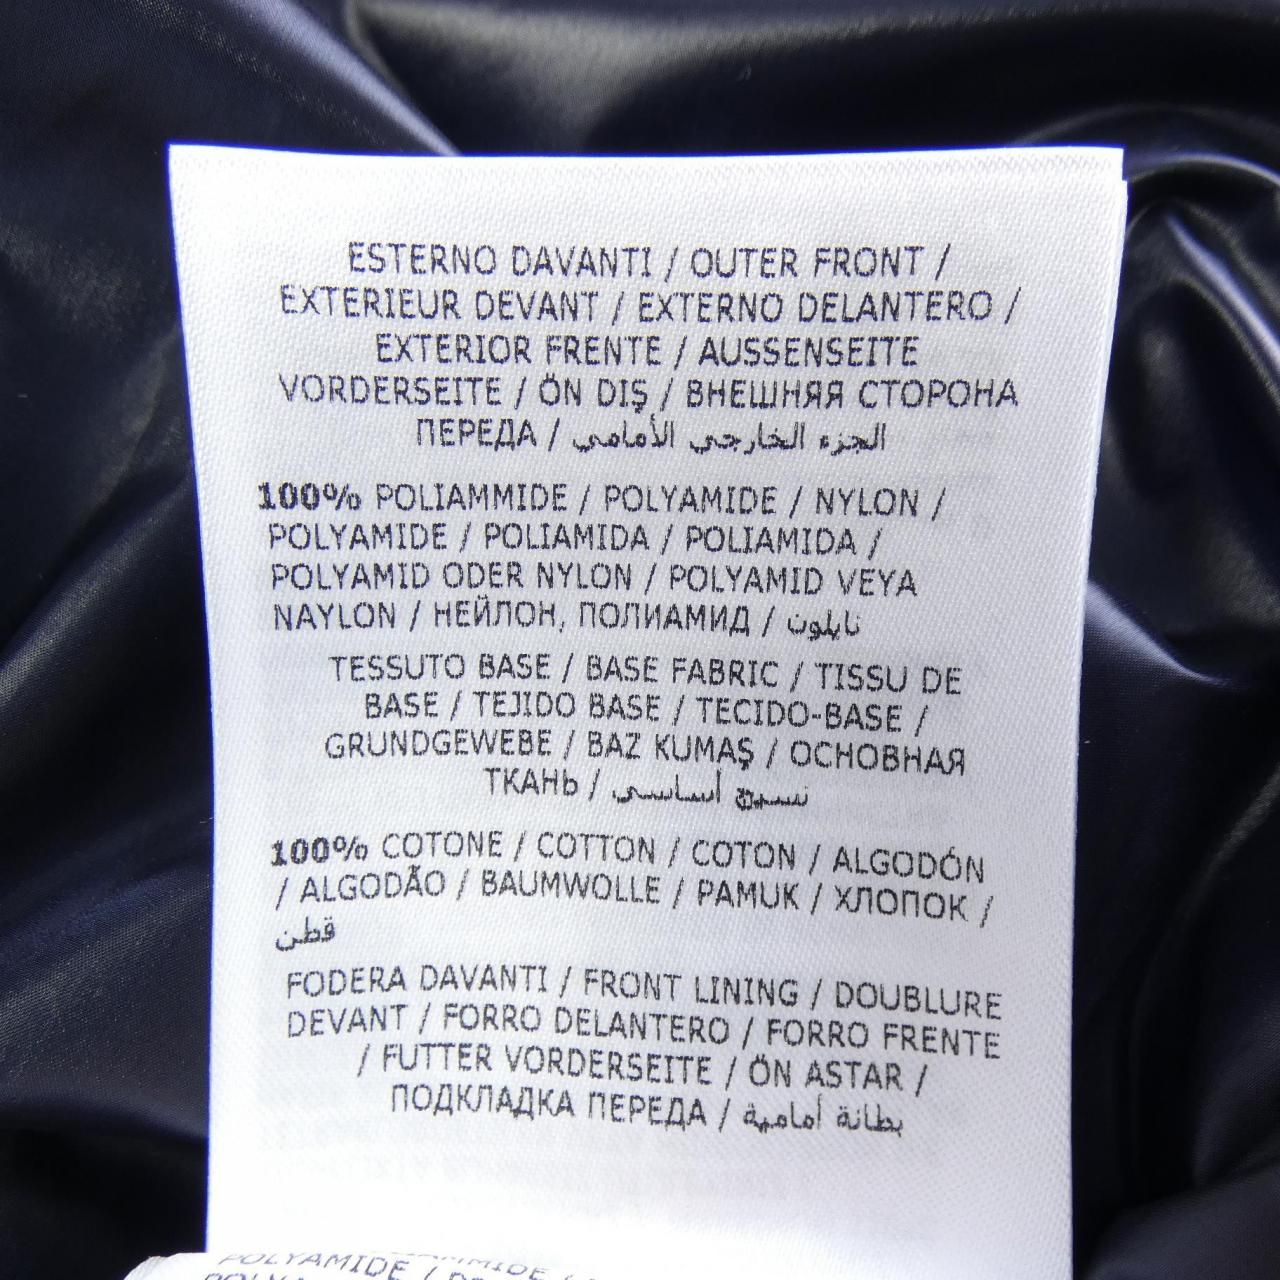 ESTERNO DAVANTI / OUTER FRONT /
EXTERIEUR DEVANT / EXTERNO DELANTERO /
EXTERIOR FRENTE / AUSSENSEITE
VORDERSEITE / ÖN DIŞ / ВНЕШНЯЯ СТОРОНА
ПЕРЕДА / الجزء الخارجي الأمامي
100% POLIAMMIDE / POLYAMIDE / NYLON /
POLYAMIDE / POLIAMIDA / POLIAMIDA /
POLYAMID ODER NYLON / POLYAMID VEYA
NAYLON / НЕЙЛОН, ПОЛИАМИД / نايلون
TESSUTO BASE / BASE FABRIC / TISSU DE
BASE / TEJIDO BASE / TECIDO-BASE /
GRUNDGEWEBE / BAZ KUMAŞ / ОСНОВНАЯ
ТКАНЬ / نسيج أساسي
100% COTONE / COTTON / COTON / ALGODÓN
/ ALGODÃO / BAUMWOLLE / PAMUK / ХЛОПОК /
قطن
FODERA DAVANTI / FRONT LINING / DOUBLURE
DEVANT / FORRO DELANTERO / FORRO FRENTE
/ FUTTER VORDERSEITE / ÖN ASTAR /
ПОДКЛАДКА ПЕРЕДА / بطانة أمامية
POLYAMIDE /